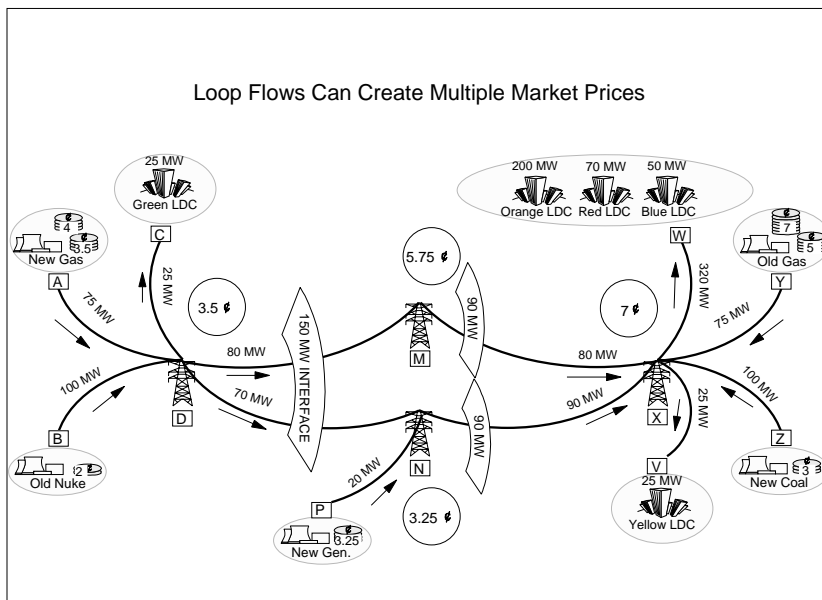 Loop Flows Can Create Multiple Market Prices
25 MW
Green LDC
C
4 ¢
3.5 ¢
New Gas
A
75 MW
25 MW
3.5 ¢
100 MW
B
2 ¢
Old Nuke
D
80 MW
70 MW
150 MW INTERFACE
5.75 ¢
M
90 MW
80 MW
N
90 MW
90 MW
20 MW
P
3.25 ¢
New Gen.
3.25 ¢
200 MW 70 MW 50 MW
Orange LDC Red LDC Blue LDC
W
320 MW
7 ¢
¢
7
¢
5
Old Gas
Y
75 MW
X
100 MW
25 MW
V
25 MW
Yellow LDC
Z
¢
3
New Coal